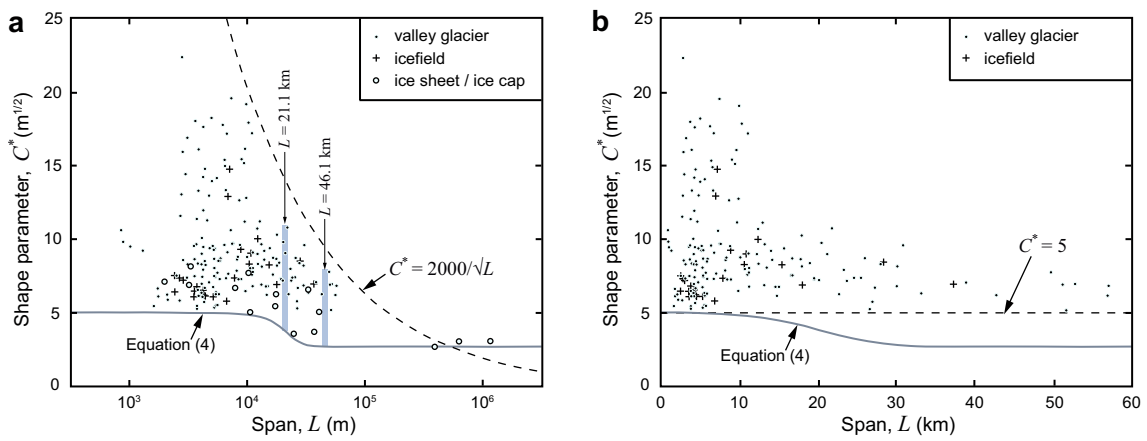 a
25
20
15
10
5
0
Shape parameter, C* (m1/2)
10³
10⁴
10⁵
10⁶
Span, L (m)
valley glacier
icefield
ice sheet / ice cap
L = 21.1 km
L = 46.1 km
C* = 2000/√L
Equation (4)
b
25
20
15
10
5
0
Shape parameter, C* (m1/2)
0
10
20
30
40
50
60
Span, L (km)
valley glacier
icefield
C* = 5
Equation (4)